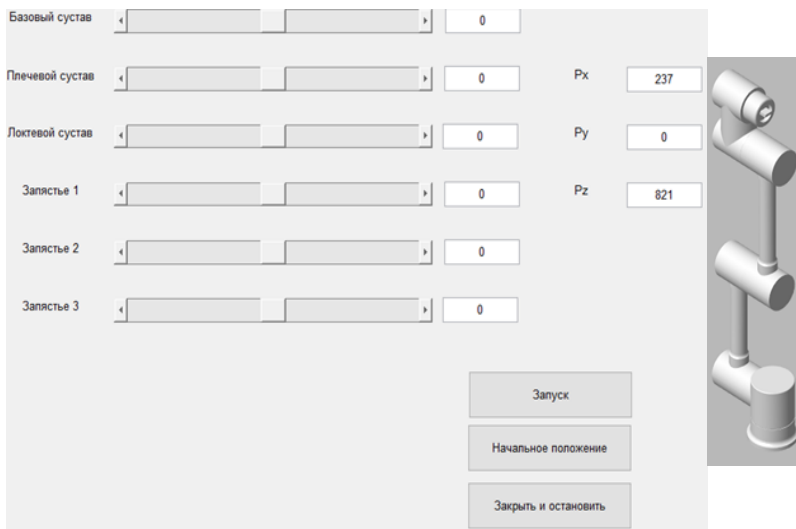 Базовый сустав 0
Плечевой сустав 0 Px 237
Локтевой сустав 0 Py 0
Запястье 1 0 Pz 821
Запястье 2 0
Запястье 3 0
Запуск
Начальное положение
Закрыть и остановить